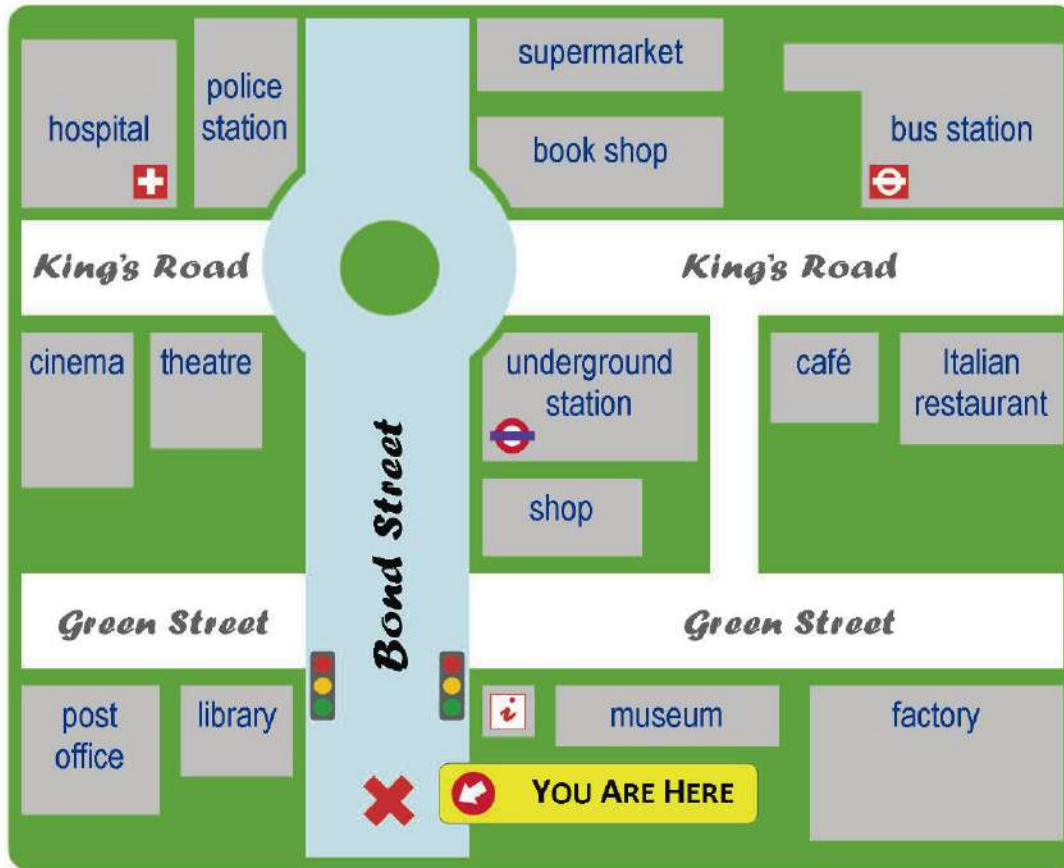 supermarket
police
station
hospital
book shop
bus station
King's Road
King's Road
cinema
theatre
underground
station
café
Italian
restaurant
shop
Bond Street
Green Street
Green Street
post
office
library
i
museum
factory
YOU ARE HERE